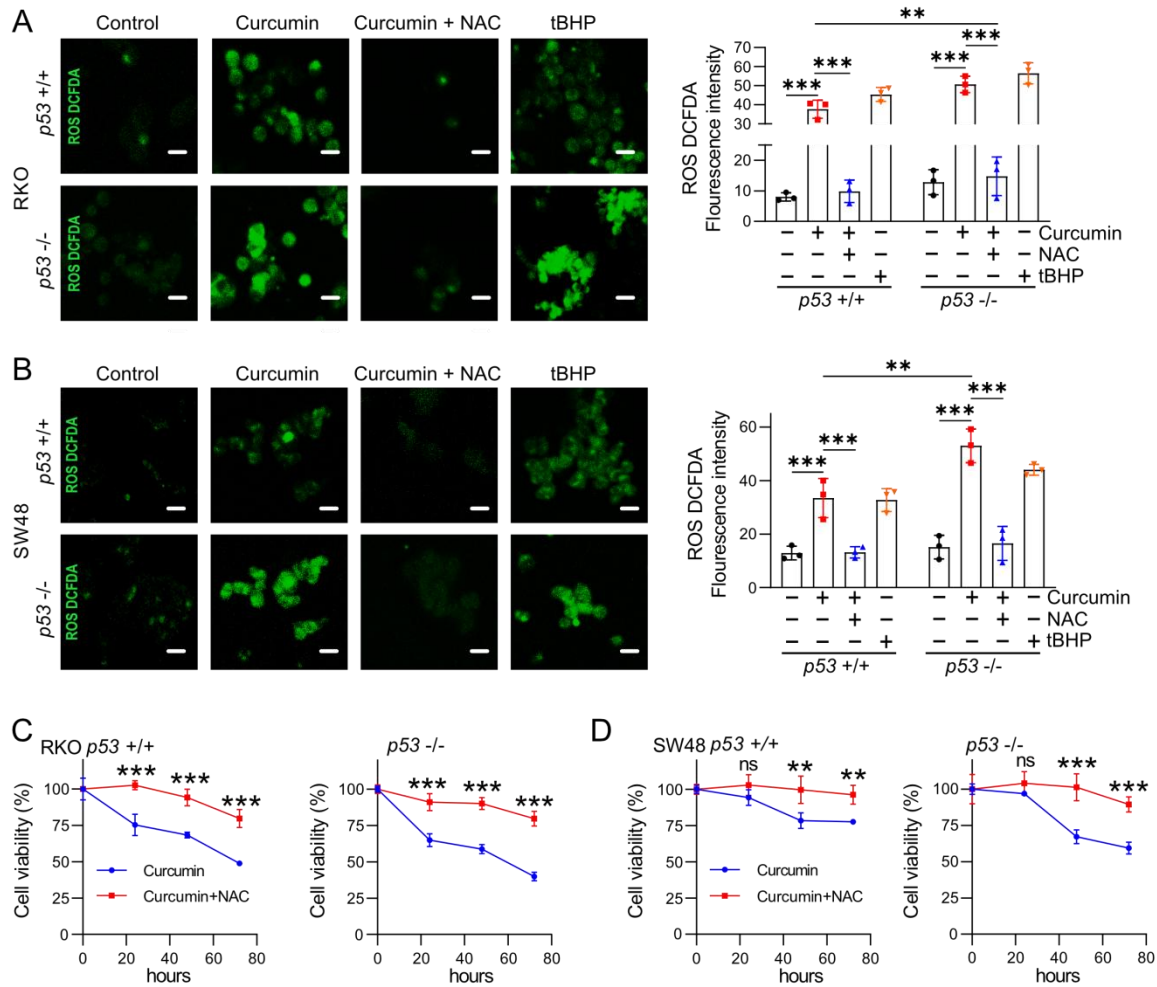 A
Control Curcumin Curcumin + NAC tBHP
RKO
p53 +/+
ROS DCFDA
p53 -/-
ROS DCFDA
ROS DCFDA
Flourescence intensity
70
60
50
40
30
20
10
0
**
*** *** *** ***
− + + − − + + − Curcumin
− − + − − − + − NAC
− − − + − − − + tBHP
p53 +/+ p53 -/-
B
Control Curcumin Curcumin + NAC tBHP
SW48
p53 +/+
ROS DCFDA
p53 -/-
ROS DCFDA
ROS DCFDA
Flourescence intensity
60
40
20
0
**
*** *** *** ***
− + + − − + + − Curcumin
− − + − − − + − NAC
− − − + − − − + tBHP
p53 +/+ p53 -/-
C
RKO p53 +/+
*** *** ***
Cell viability (%)
100
75
50
25
0
Curcumin
Curcumin+NAC
0 20 40 60 80
hours
p53 -/-
*** *** ***
Cell viability (%)
100
75
50
25
0
0 20 40 60 80
hours
D
SW48 p53 +/+
ns ** **
Cell viability (%)
100
75
50
25
0
Curcumin
Curcumin+NAC
0 20 40 60 80
hours
p53 -/-
ns *** ***
Cell viability (%)
100
75
50
25
0
0 20 40 60 80
hours